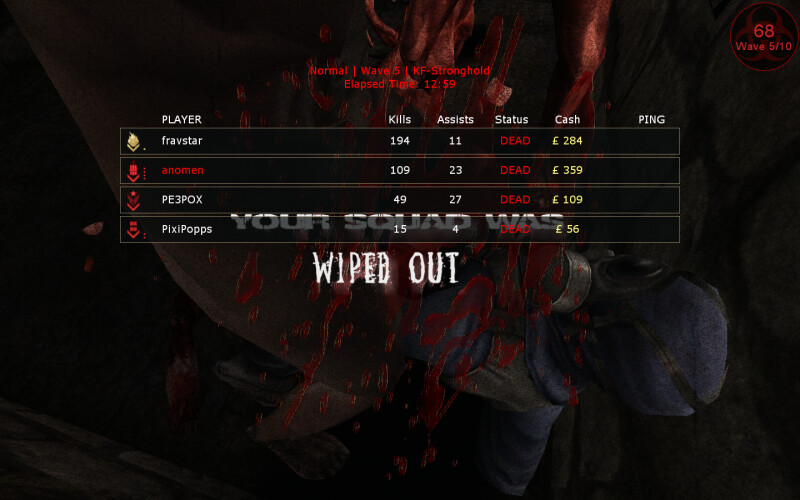 68
Wave 5/10
Normal | Wave 5 | KF-Stronghold
Elapsed Time: 12:59
PLAYER Kills Assists Status Cash PING
fravstar 194 11 DEAD £ 284
anomen 109 23 DEAD £ 359
PE3POX 49 27 DEAD £ 109
YOUR SQUAD WAS
PixiPopps 15 4 DEAD £ 56
WIPED OUT